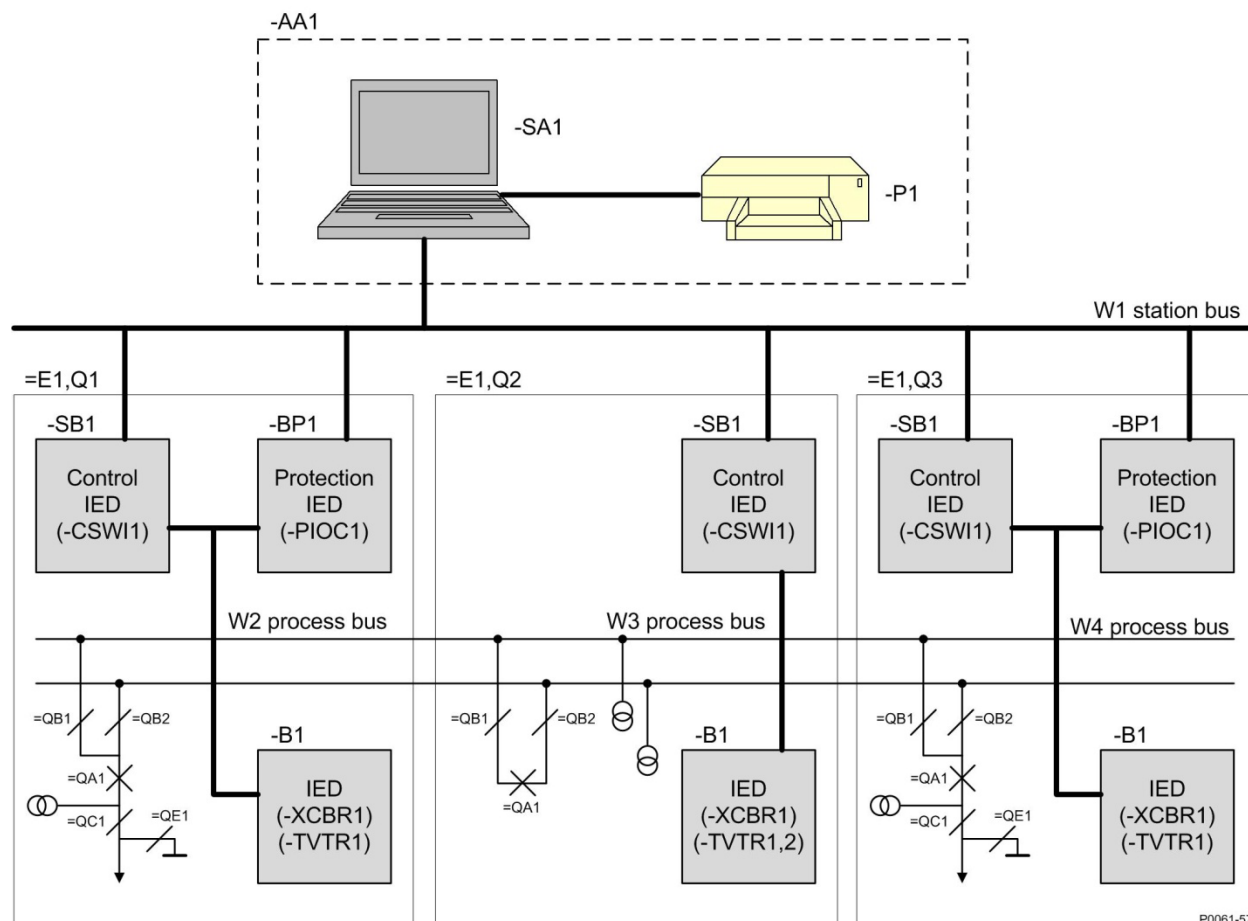 -AA1
-SA1
-P1
W1 station bus
=E1,Q1
=E1,Q2
=E1,Q3
-SB1
-BP1
-SB1
-SB1
-BP1
Control
IED
(-CSWI1)
Protection
IED
(-PIOC1)
Control
IED
(-CSWI1)
Control
IED
(-CSWI1)
Protection
IED
(-PIOC1)
W2 process bus
W3 process bus
W4 process bus
=QB1
=QB2
=QB1
=QB2
=QB1
=QB2
-B1
-B1
-B1
=QA1
=QA1
=QA1
=QC1
=QE1
=QC1
=QE1
IED
(-XCBR1)
(-TVTR1)
IED
(-XCBR1)
(-TVTR1,2)
IED
(-XCBR1)
(-TVTR1)